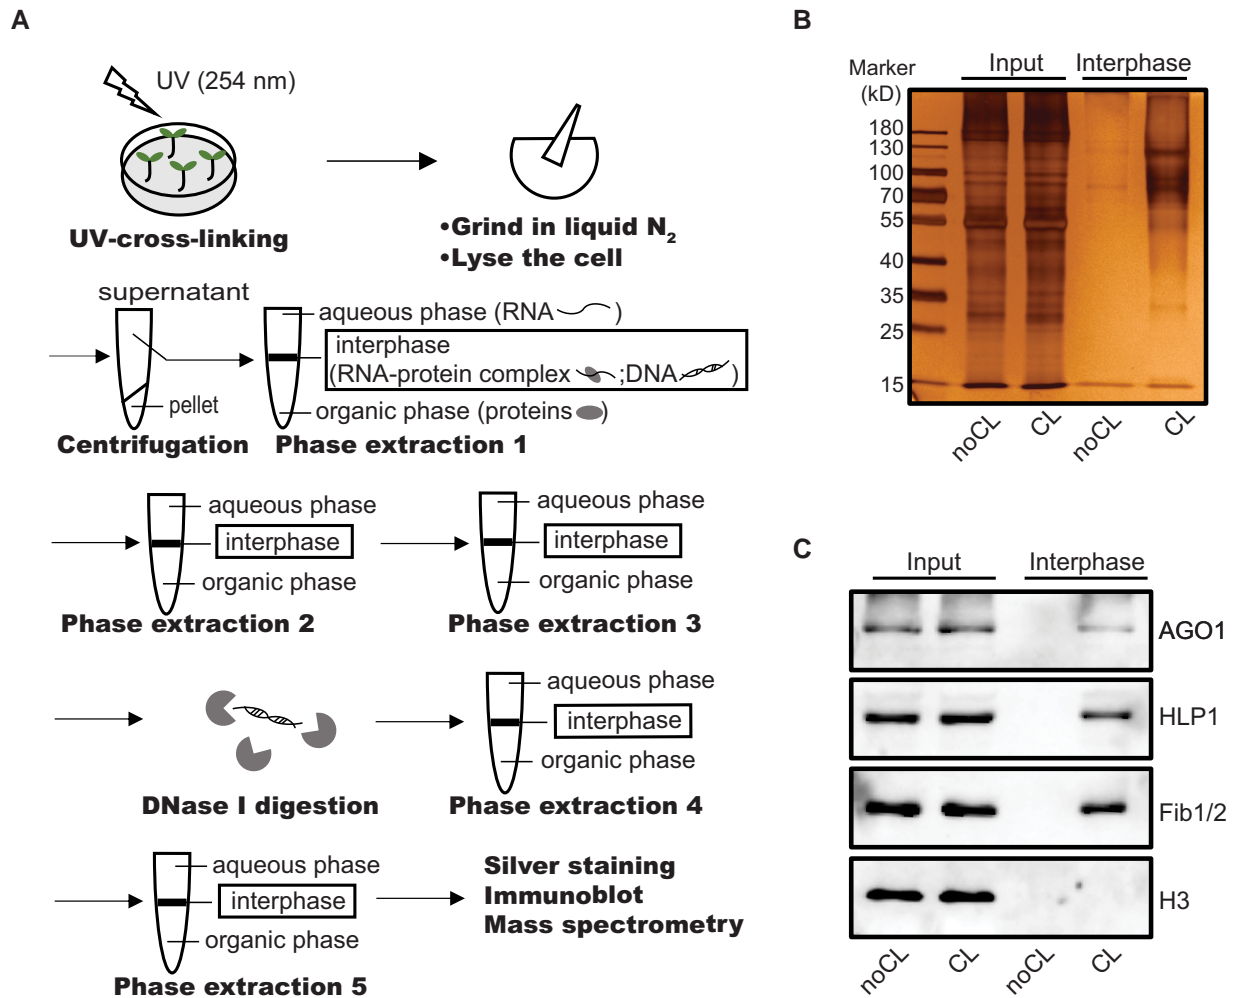 A
UV (254 nm)
UV-cross-linking
•Grind in liquid N2
•Lyse the cell
supernatant
pellet
Centrifugation
aqueous phase (RNA )
interphase
(RNA-protein complex ;DNA )
organic phase (proteins )
Phase extraction 1
aqueous phase
interphase
organic phase
Phase extraction 2
aqueous phase
interphase
organic phase
Phase extraction 3
DNase I digestion
aqueous phase
interphase
organic phase
Phase extraction 4
aqueous phase
interphase
organic phase
Phase extraction 5
Silver staining
Immunoblot
Mass spectrometry
B
Marker
(kD)
Input
Interphase
180
130
100
70
55
40
35
25
15
noCL
CL
noCL
CL
C
Input
Interphase
AGO1
HLP1
Fib1/2
H3
noCL
CL
noCL
CL